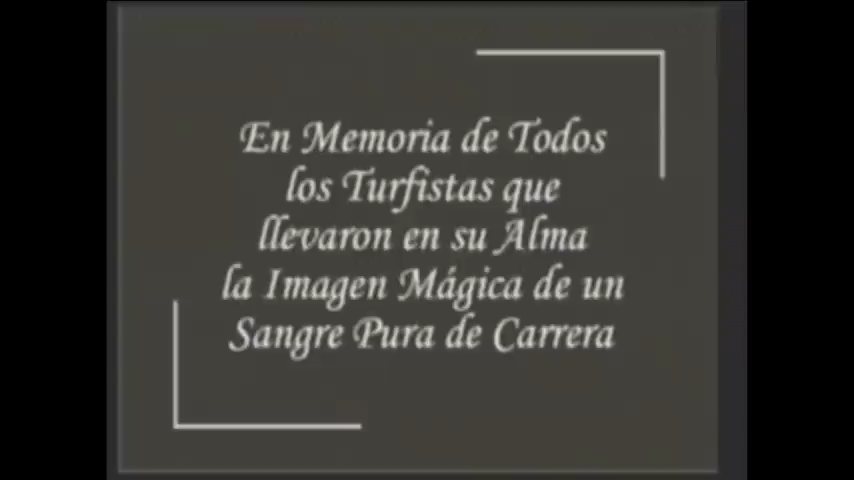 En Memoria de Todos
los Turfistas que
llevaron en su Alma
la Imagen Mágica de un
Sangre Pura de Carrera